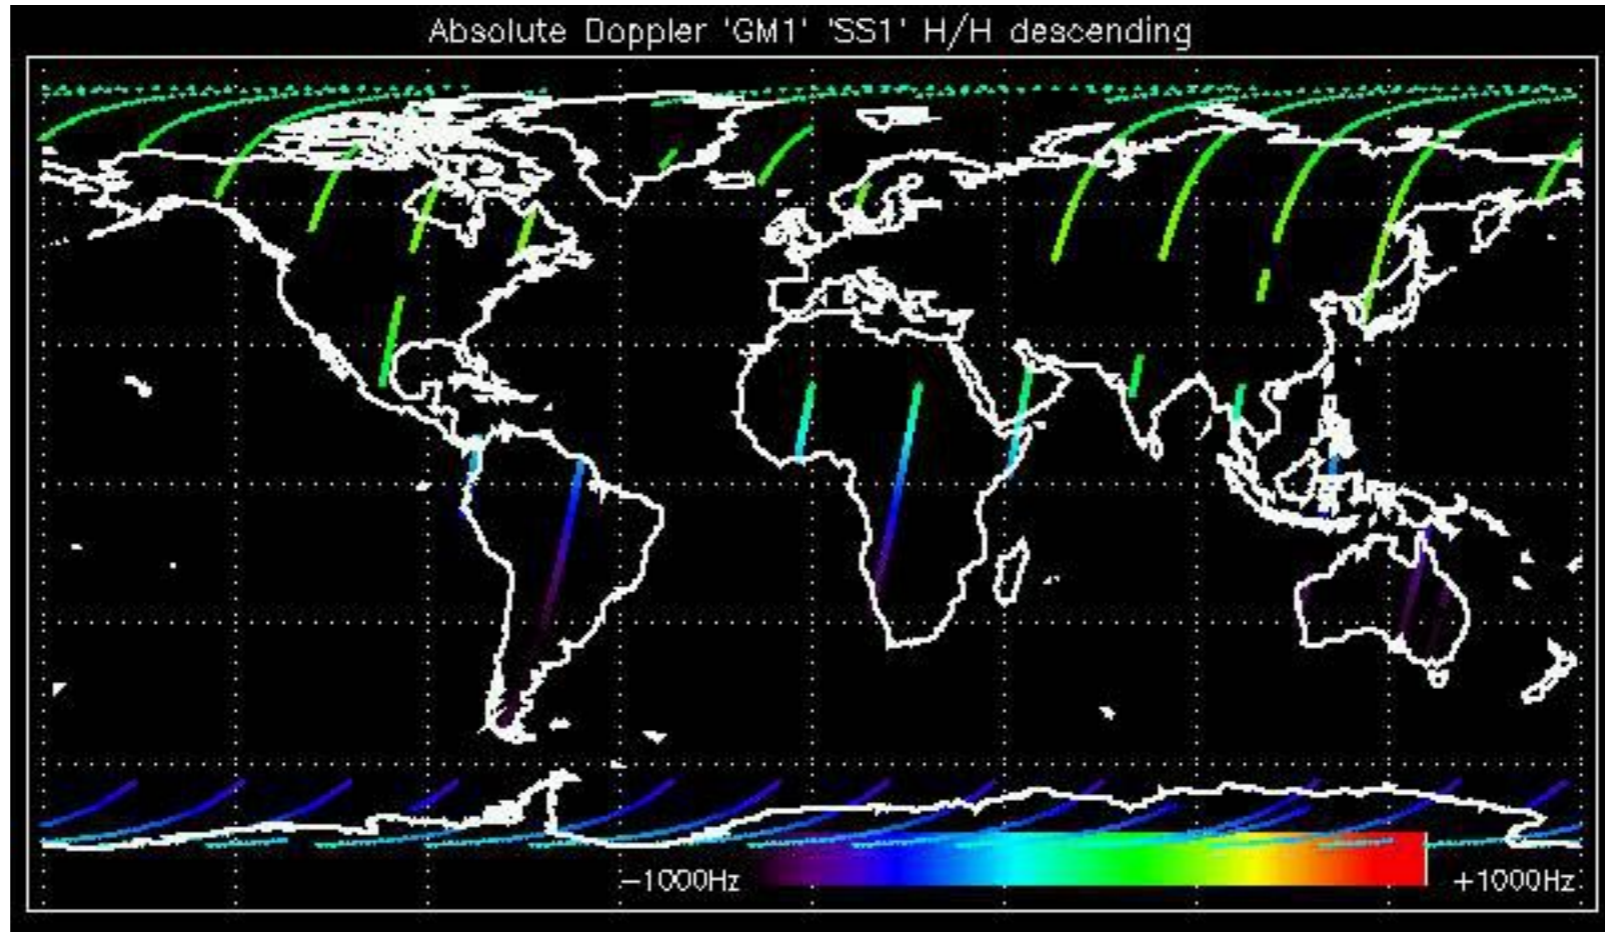 Absolute Doppler 'GM1' 'SS1' H/H descending
−1000Hz +1000Hz